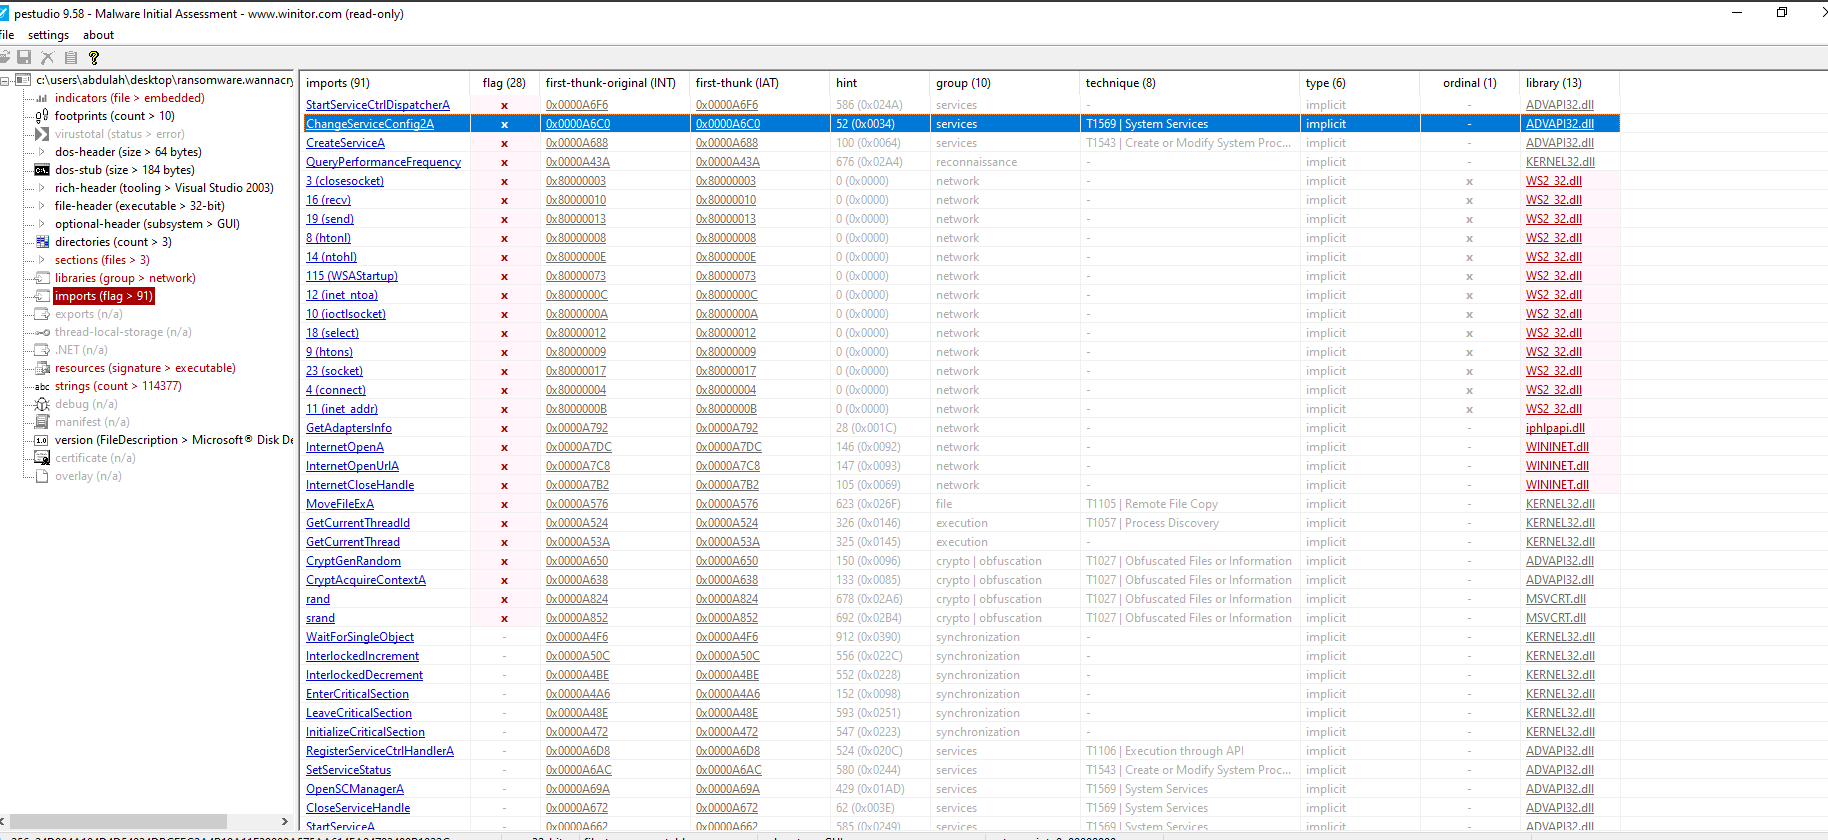 pestudio 9.58 - Malware Initial Assessment - www.winitor.com (read-only)
file settings about
c:\users\abdulah\desktop\ransomware.wannacry
indicators (file > embedded)
footprints (count > 10)
virustotal (status > error)
dos-header (size > 64 bytes)
dos-stub (size > 184 bytes)
rich-header (tooling > Visual Studio 2003)
file-header (executable > 32-bit)
optional-header (subsystem > GUI)
directories (count > 3)
sections (files > 3)
libraries (group > network)
imports (flag > 91)
exports (n/a)
thread-local-storage (n/a)
.NET (n/a)
resources (signature > executable)
abc strings (count > 114377)
debug (n/a)
manifest (n/a)
1.0 version (FileDescription > Microsoft® Disk De
certificate (n/a)
overlay (n/a)
imports (91) flag (28) first-thunk-original (INT) first-thunk (IAT) hint group (10) technique (8) type (6) ordinal (1) library (13)
StartServiceCtrlDispatcherA x 0x0000A6F6 0x0000A6F6 586 (0x024A) services - implicit - ADVAPI32.dll
ChangeServiceConfig2A x 0x0000A6C0 0x0000A6C0 52 (0x0034) services T1569 | System Services implicit - ADVAPI32.dll
CreateServiceA x 0x0000A688 0x0000A688 100 (0x0064) services T1543 | Create or Modify System Proc... implicit - ADVAPI32.dll
QueryPerformanceFrequency x 0x0000A43A 0x0000A43A 676 (0x02A4) reconnaissance - implicit - KERNEL32.dll
3 (closesocket) x 0x80000003 0x80000003 0 (0x0000) network - implicit x WS2_32.dll
16 (recv) x 0x80000010 0x80000010 0 (0x0000) network - implicit x WS2_32.dll
19 (send) x 0x80000013 0x80000013 0 (0x0000) network - implicit x WS2_32.dll
8 (htonl) x 0x80000008 0x80000008 0 (0x0000) network - implicit x WS2_32.dll
14 (ntohl) x 0x8000000E 0x8000000E 0 (0x0000) network - implicit x WS2_32.dll
115 (WSAStartup) x 0x80000073 0x80000073 0 (0x0000) network - implicit x WS2_32.dll
12 (inet_ntoa) x 0x8000000C 0x8000000C 0 (0x0000) network - implicit x WS2_32.dll
10 (ioctlsocket) x 0x8000000A 0x8000000A 0 (0x0000) network - implicit x WS2_32.dll
18 (select) x 0x80000012 0x80000012 0 (0x0000) network - implicit x WS2_32.dll
9 (htons) x 0x80000009 0x80000009 0 (0x0000) network - implicit x WS2_32.dll
23 (socket) x 0x80000017 0x80000017 0 (0x0000) network - implicit x WS2_32.dll
4 (connect) x 0x80000004 0x80000004 0 (0x0000) network - implicit x WS2_32.dll
11 (inet_addr) x 0x8000000B 0x8000000B 0 (0x0000) network - implicit x WS2_32.dll
GetAdaptersInfo x 0x0000A792 0x0000A792 28 (0x001C) network - implicit - iphlpapi.dll
InternetOpenA x 0x0000A7DC 0x0000A7DC 146 (0x0092) network - implicit - WININET.dll
InternetOpenUrlA x 0x0000A7C8 0x0000A7C8 147 (0x0093) network - implicit - WININET.dll
InternetCloseHandle x 0x0000A7B2 0x0000A7B2 105 (0x0069) network - implicit - WININET.dll
MoveFileExA x 0x0000A576 0x0000A576 623 (0x026F) file T1105 | Remote File Copy implicit - KERNEL32.dll
GetCurrentThreadId x 0x0000A524 0x0000A524 326 (0x0146) execution T1057 | Process Discovery implicit - KERNEL32.dll
GetCurrentThread x 0x0000A53A 0x0000A53A 325 (0x0145) execution - implicit - KERNEL32.dll
CryptGenRandom x 0x0000A650 0x0000A650 150 (0x0096) crypto | obfuscation T1027 | Obfuscated Files or Information implicit - ADVAPI32.dll
CryptAcquireContextA x 0x0000A638 0x0000A638 133 (0x0085) crypto | obfuscation T1027 | Obfuscated Files or Information implicit - ADVAPI32.dll
rand x 0x0000A824 0x0000A824 678 (0x02A6) crypto | obfuscation T1027 | Obfuscated Files or Information implicit - MSVCRT.dll
srand x 0x0000A852 0x0000A852 692 (0x02B4) crypto | obfuscation T1027 | Obfuscated Files or Information implicit - MSVCRT.dll
WaitForSingleObject - 0x0000A4F6 0x0000A4F6 912 (0x0390) synchronization - implicit - KERNEL32.dll
InterlockedIncrement - 0x0000A50C 0x0000A50C 556 (0x022C) synchronization - implicit - KERNEL32.dll
InterlockedDecrement - 0x0000A4BE 0x0000A4BE 552 (0x0228) synchronization - implicit - KERNEL32.dll
EnterCriticalSection - 0x0000A4A6 0x0000A4A6 152 (0x0098) synchronization - implicit - KERNEL32.dll
LeaveCriticalSection - 0x0000A48E 0x0000A48E 593 (0x0251) synchronization - implicit - KERNEL32.dll
InitializeCriticalSection - 0x0000A472 0x0000A472 547 (0x0223) synchronization - implicit - KERNEL32.dll
RegisterServiceCtrlHandlerA - 0x0000A6D8 0x0000A6D8 524 (0x020C) services T1106 | Execution through API implicit - ADVAPI32.dll
SetServiceStatus - 0x0000A6AC 0x0000A6AC 580 (0x0244) services T1543 | Create or Modify System Proc... implicit - ADVAPI32.dll
OpenSCManagerA - 0x0000A69A 0x0000A69A 429 (0x01AD) services T1569 | System Services implicit - ADVAPI32.dll
CloseServiceHandle - 0x0000A672 0x0000A672 62 (0x003E) services T1569 | System Services implicit - ADVAPI32.dll
StartServiceA - 0x0000A662 0x0000A662 585 (0x0249) services T1569 | System Services implicit - ADVAPI32.dll